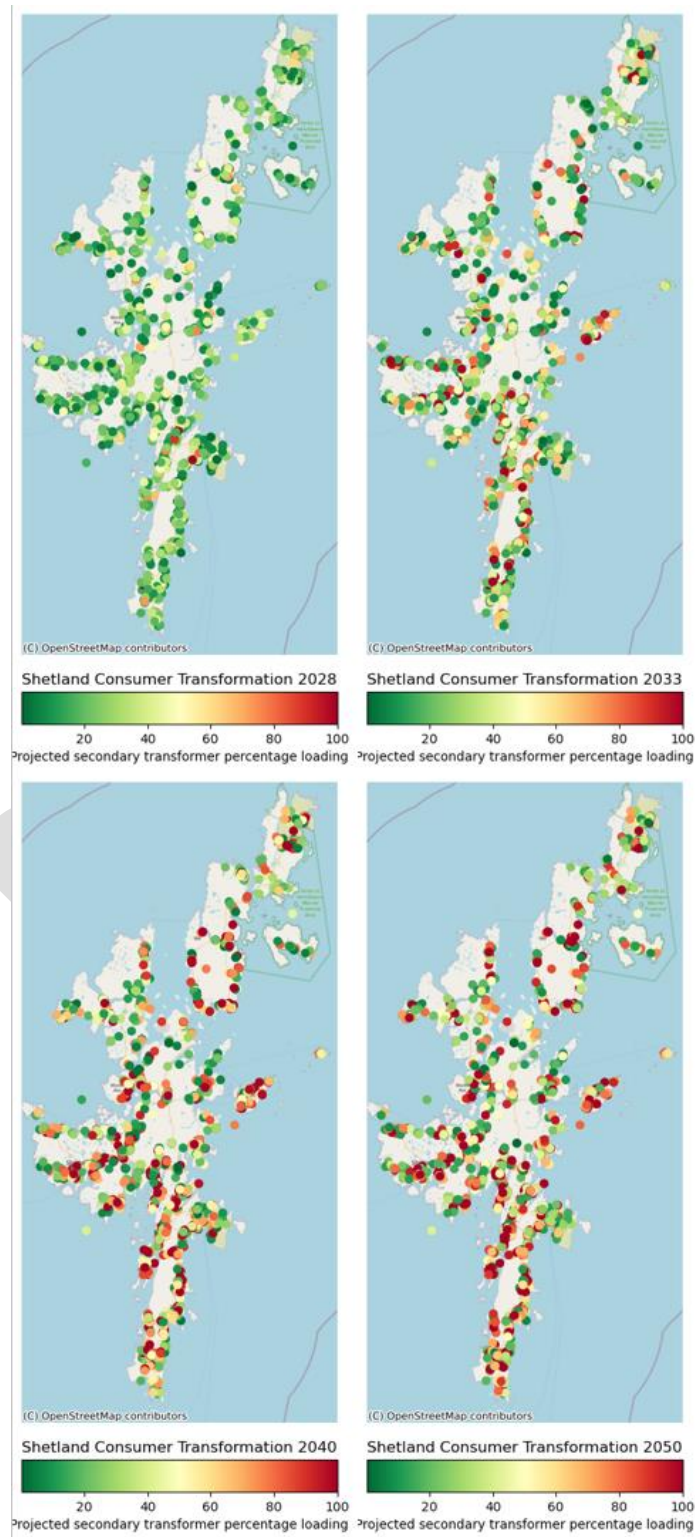 (C) OpenStreetMap contributors
(C) OpenStreetMap contributors
Shetland Consumer Transformation 2028
Shetland Consumer Transformation 2033
20 40 60 80 100
20 40 60 80 100
Projected secondary transformer percentage loading
Projected secondary transformer percentage loading
(C) OpenStreetMap contributors
(C) OpenStreetMap contributors
Shetland Consumer Transformation 2040
Shetland Consumer Transformation 2050
20 40 60 80 100
20 40 60 80 100
Projected secondary transformer percentage loading
Projected secondary transformer percentage loading